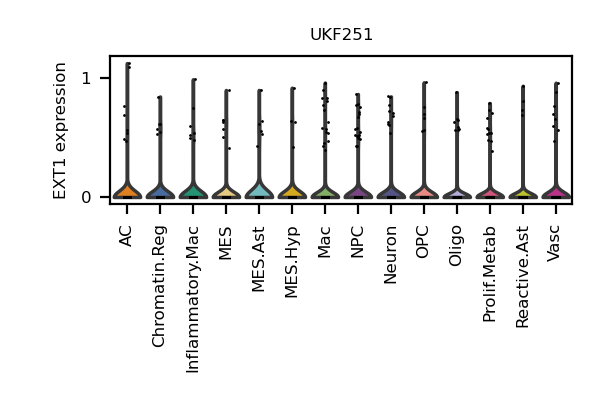 UKF251
EXT1 expression
1
0
AC
Chromatin.Reg
Inflammatory.Mac
MES
MES.Ast
MES.Hyp
Mac
NPC
Neuron
OPC
Oligo
Prolif.Metab
Reactive.Ast
Vasc